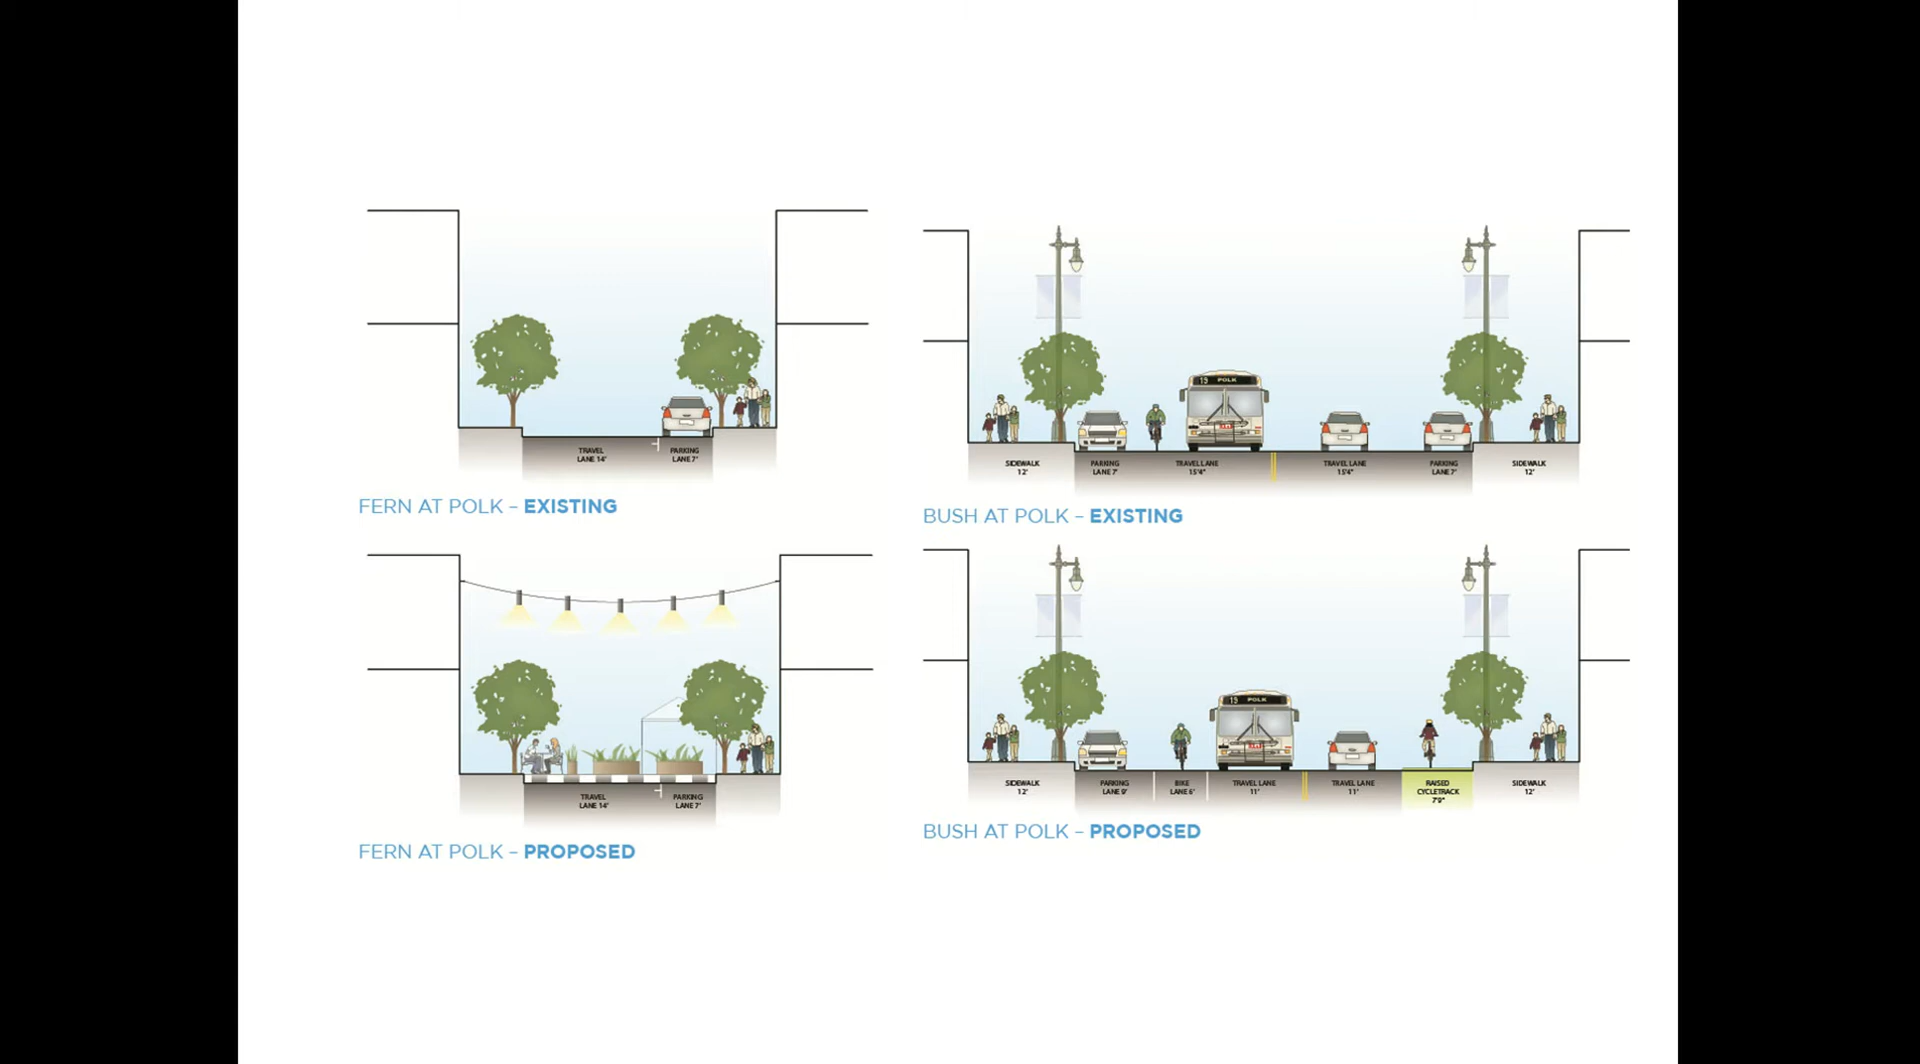 TRAVEL
LANE 14'
PARKING
LANE 7'
FERN AT POLK – EXISTING
19 POLK
SIDEWALK
12'
PARKING
LANE 7'
TRAVEL LANE
15'4"
TRAVEL LANE
15'4"
PARKING
LANE 7'
SIDEWALK
12'
BUSH AT POLK – EXISTING
TRAVEL
LANE 14'
PARKING
LANE 7'
FERN AT POLK – PROPOSED
19 POLK
SIDEWALK
12'
PARKING
LANE 9'
BIKE
LANE 6'
TRAVEL LANE
11'
TRAVEL LANE
11'
RAISED
CYCLETRACK
7'9"
SIDEWALK
12'
BUSH AT POLK – PROPOSED